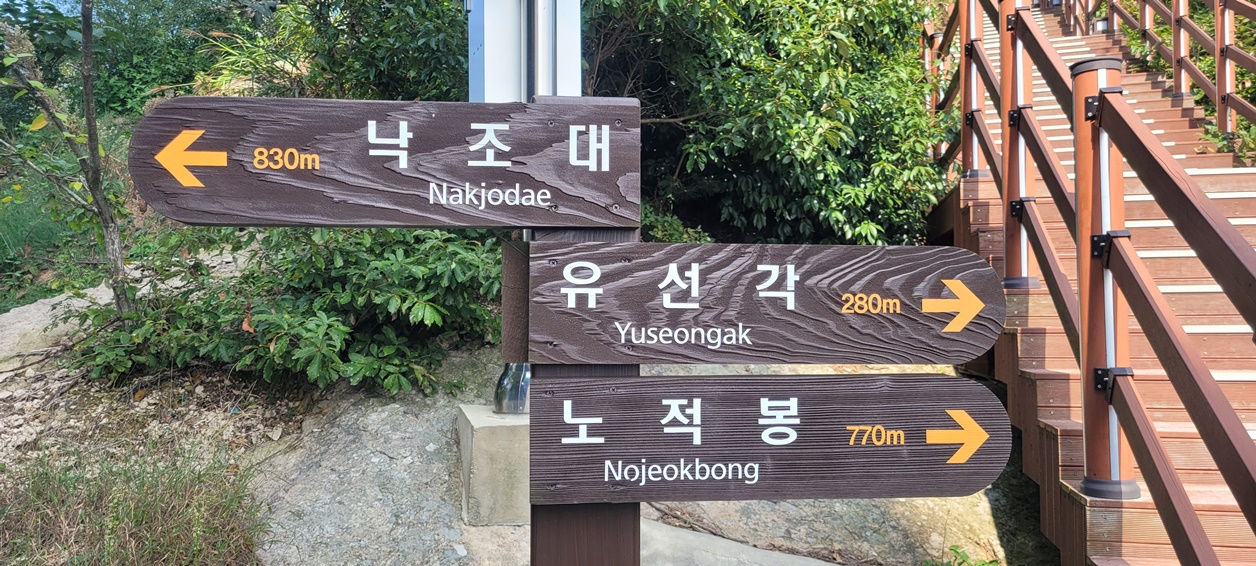 830m 낙조대
Nakjodae
유선각 280m
Yuseongak
노적봉 770m
Nojeokbong